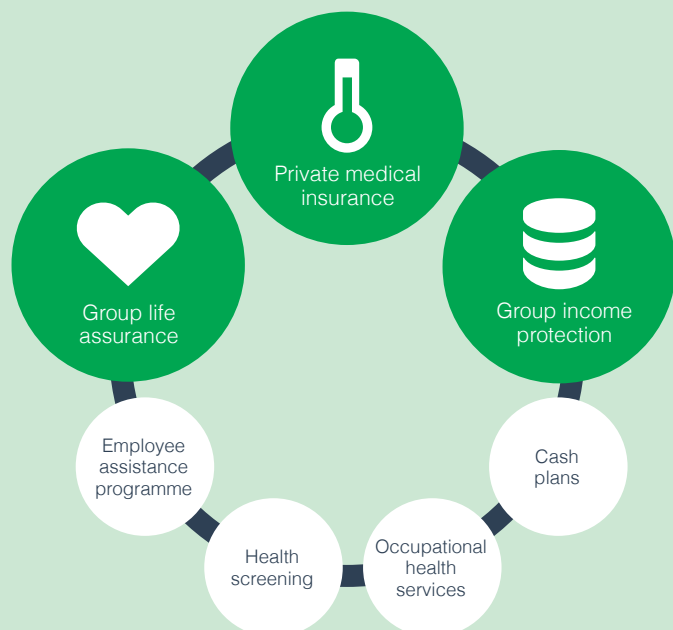 Private medical
insurance
Group life
assurance
Group income
protection
Employee
assistance
programme
Cash
plans
Health
screening
Occupational
health
services